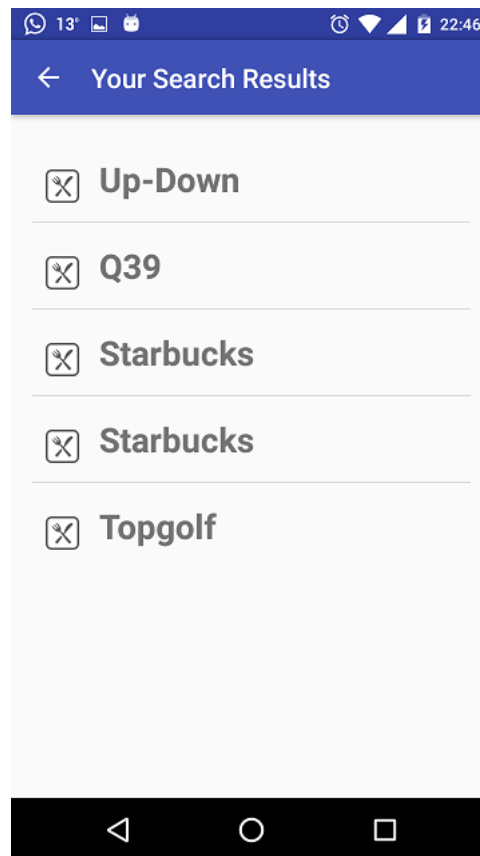 13° 22:46
Your Search Results
Up-Down
Q39
Starbucks
Starbucks
Topgolf